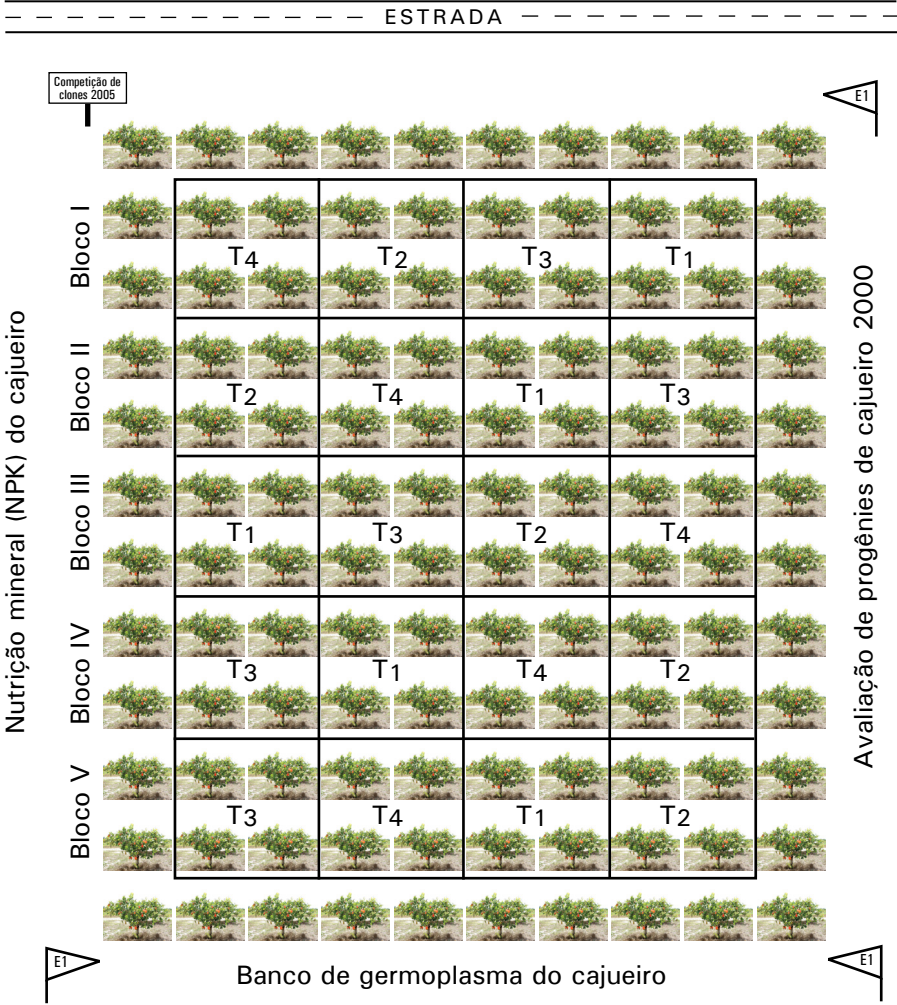 ESTRADA
Competição de
clones 2005
E1
Nutrição mineral (NPK) do cajueiro
Avaliação de progênies de cajueiro 2000
Bloco I
T4
T2
T3
T1
Bloco II
T2
T4
T1
T3
Bloco III
T1
T3
T2
T4
Bloco IV
T3
T1
T4
T2
Bloco V
T3
T4
T1
T2
E1
Banco de germoplasma do cajueiro
E1